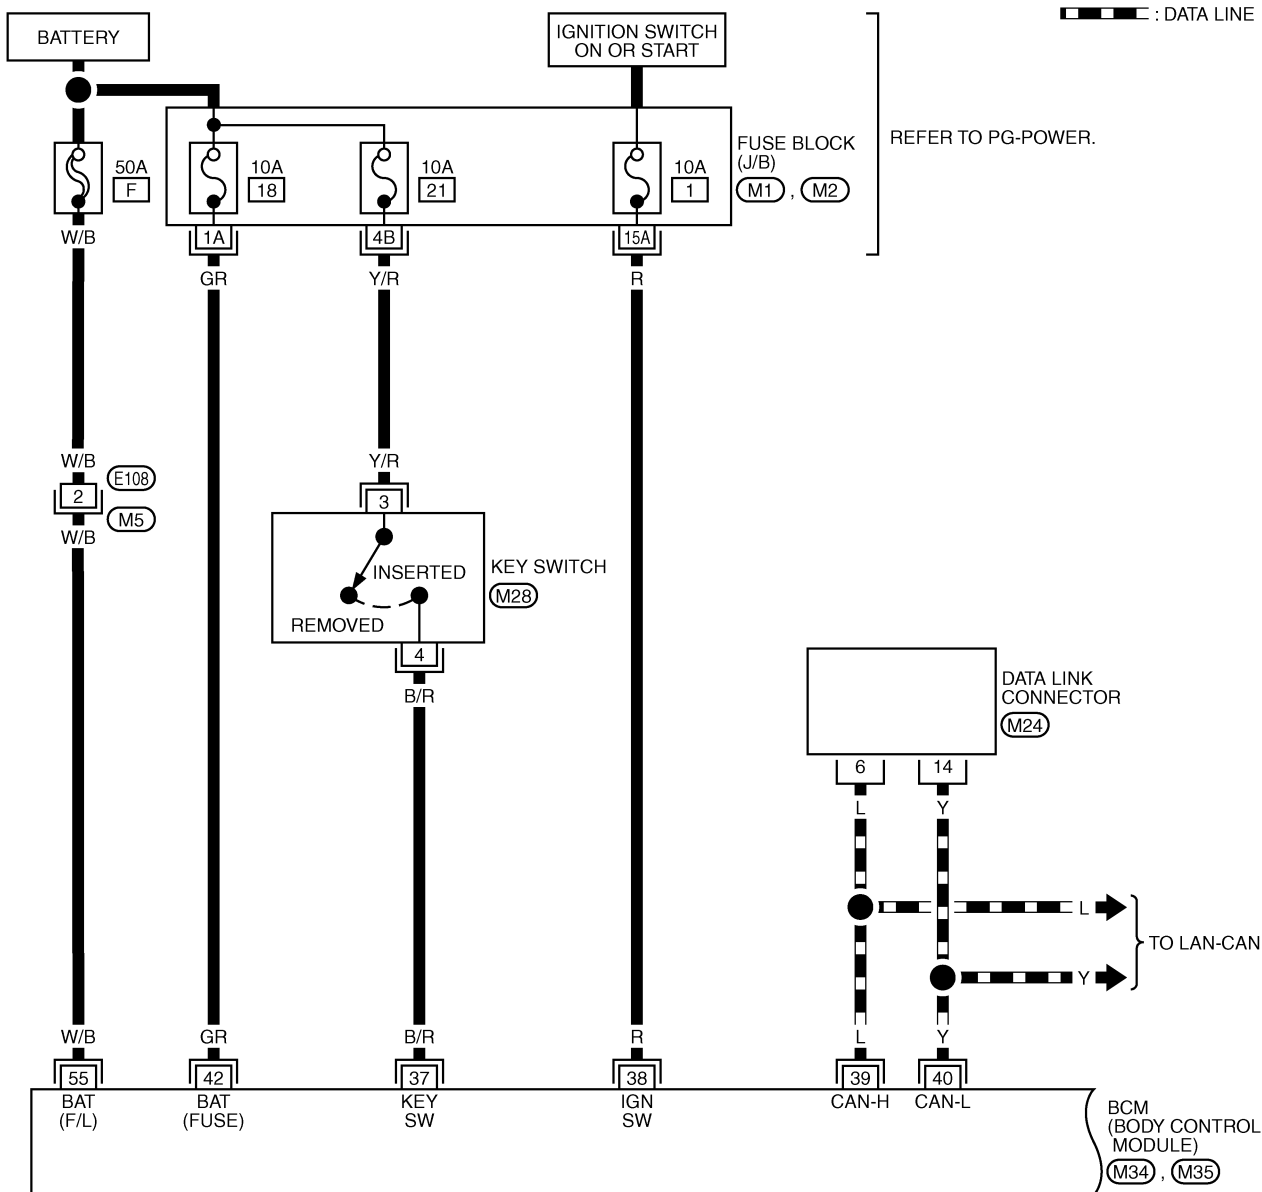 : DATA LINE
BATTERY
IGNITION SWITCH
ON OR START
REFER TO PG-POWER.
50A
F
10A
18
10A
21
10A
1
FUSE BLOCK
(J/B)
M1 , M2
W/B
1A
4B
15A
GR
Y/R
R
W/B
Y/R
E108
2
3
M5
W/B
INSERTED
REMOVED
KEY SWITCH
M28
4
B/R
DATA LINK
CONNECTOR
M24
6
14
L
Y
L
TO LAN-CAN
Y
W/B
GR
B/R
R
L
Y
55
42
37
38
39
40
BAT
(F/L)
BAT
(FUSE)
KEY
SW
IGN
SW
CAN-H
CAN-L
BCM
(BODY CONTROL
MODULE)
M34 , M35